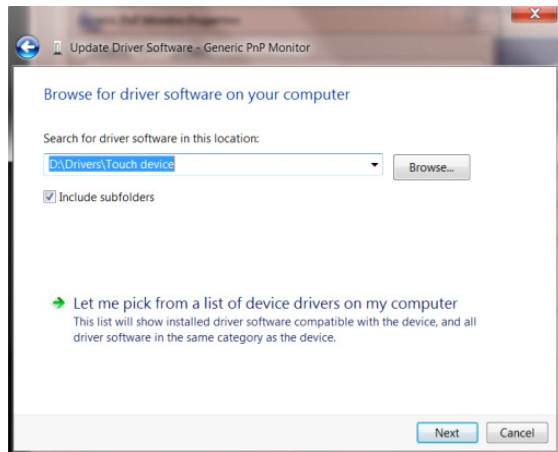 Update Driver Software - Generic PnP Monitor
Browse for driver software on your computer
Search for driver software in this location:
D:\Drivers\Touch device
Browse...
Include subfolders
Let me pick from a list of device drivers on my computer
This list will show installed driver software compatible with the device, and all
driver software in the same category as the device.
Next
Cancel